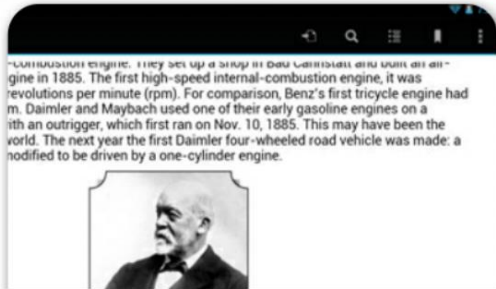 -combustion engine. They set up a shop in Bad Cannstatt and built an air-
gine in 1885. The first high-speed internal-combustion engine, it was
revolutions per minute (rpm). For comparison, Benz's first tricycle engine had
m. Daimler and Maybach used one of their early gasoline engines on a
ith an outrigger, which first ran on Nov. 10, 1885. This may have been the
world. The next year the first Daimler four-wheeled road vehicle was made: a
modified to be driven by a one-cylinder engine.